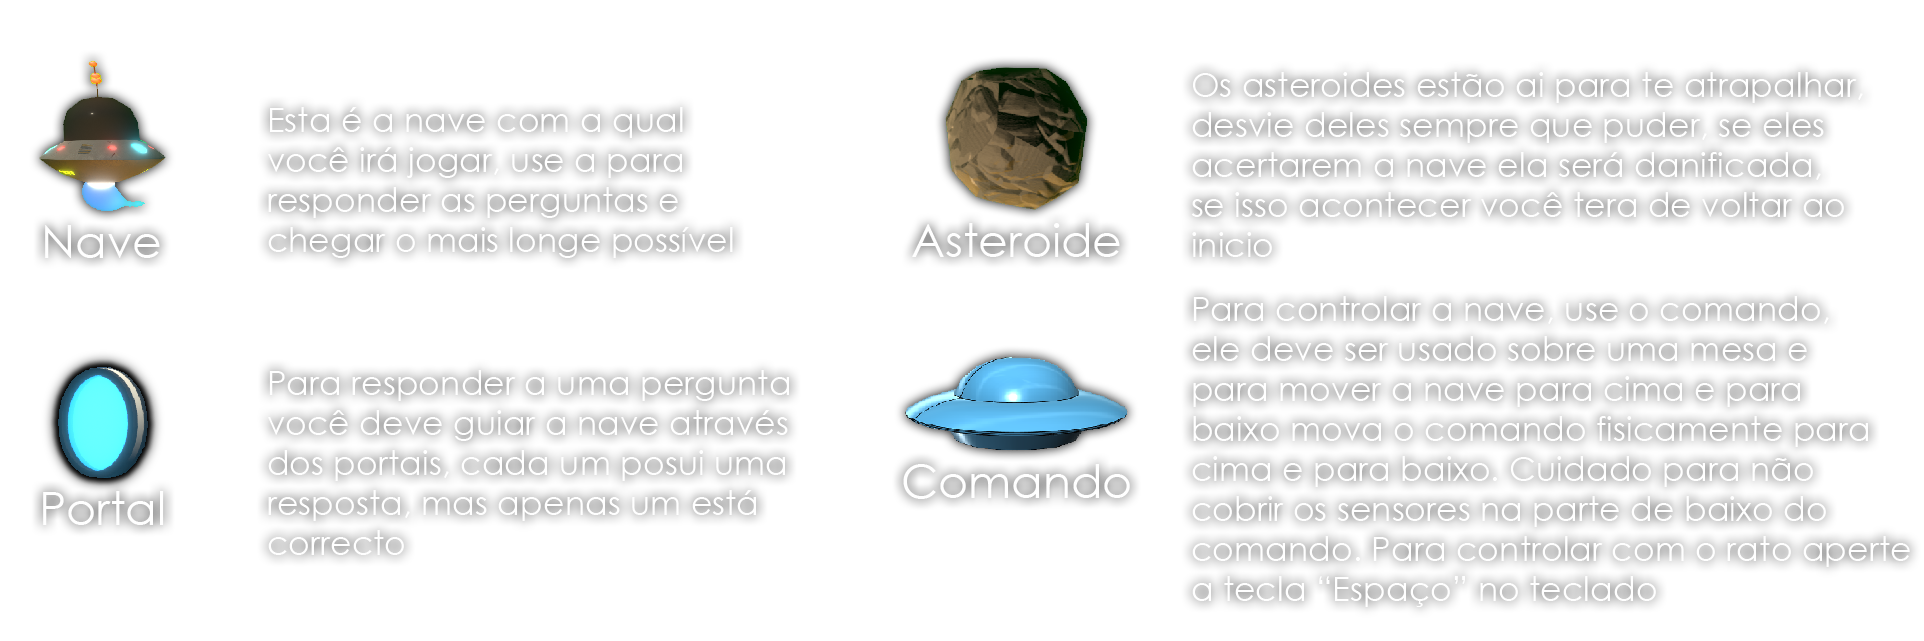 Nave
Esta é a nave com a qual
você irá jogar, use a para
responder as perguntas e
chegar o mais longe possível
Portal
Para responder a uma pergunta
você deve guiar a nave através
dos portais, cada um posui uma
resposta, mas apenas um está
correcto
Asteroide
Os asteroides estão ai para te atrapalhar,
desvie deles sempre que puder, se eles
acertarem a nave ela será danificada,
se isso acontecer você tera de voltar ao
inicio
Comando
Para controlar a nave, use o comando,
ele deve ser usado sobre uma mesa e
para mover a nave para cima e para
baixo mova o comando fisicamente para
cima e para baixo. Cuidado para não
cobrir os sensores na parte de baixo do
comando. Para controlar com o rato aperte
a tecla “Espaço” no teclado